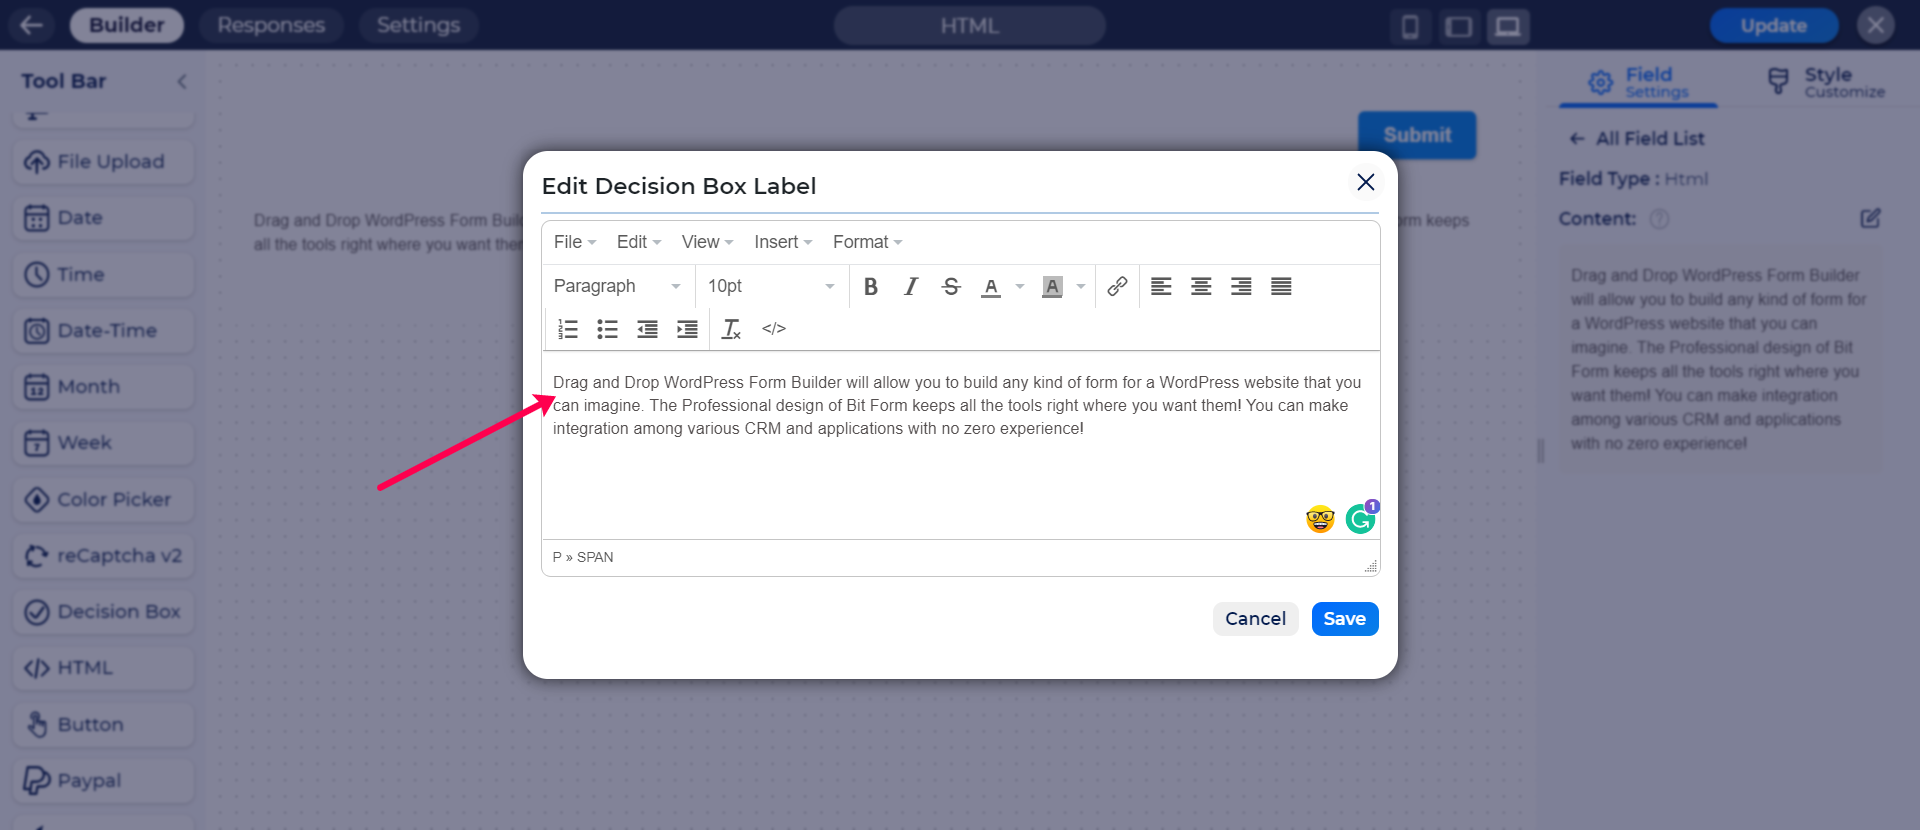 Builder
Responses
Settings
HTML
Update
Tool Bar
File Upload
Date
Time
Date-Time
Month
Week
Color Picker
reCaptcha v2
Decision Box
HTML
Button
Paypal
Submit
Drag and Drop WordPress Form Buil
rm keeps
all the tools right where you want the
Edit Decision Box Label
File Edit View Insert Format
Paragraph 10pt B I S A A
</>
Drag and Drop WordPress Form Builder will allow you to build any kind of form for a WordPress website that you
can imagine. The Professional design of Bit Form keeps all the tools right where you want them! You can make
integration among various CRM and applications with no zero experience!
1
P » SPAN
Cancel Save
Field
Settings
Style
Customize
All Field List
Field Type : Html
Content: ?
Drag and Drop WordPress Form Builder
will allow you to build any kind of form for
a WordPress website that you can
imagine. The Professional design of Bit
Form keeps all the tools right where you
want them! You can make integration
among various CRM and applications
with no zero experience!